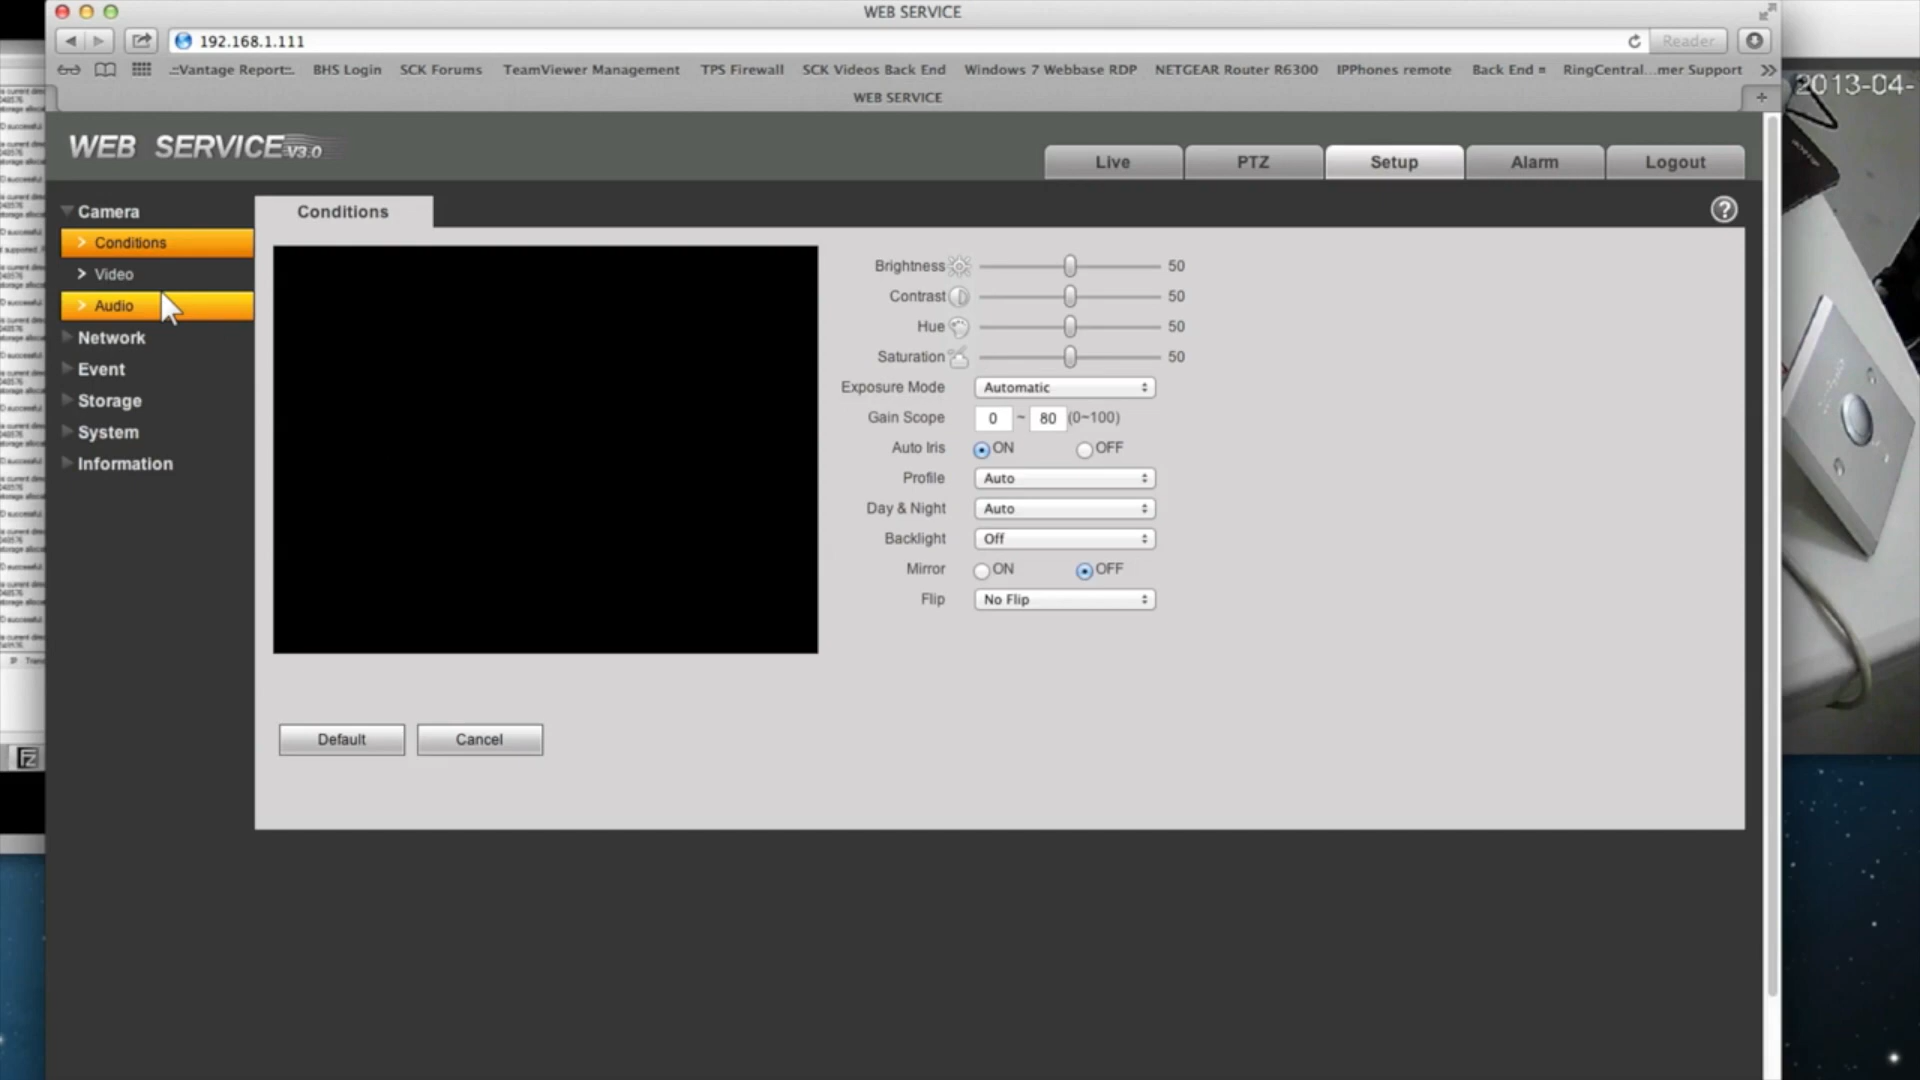 WEB SERVICE
192.168.1.111
Reader
.::Vantage Report::. BHS Login SCK Forums TeamViewer Management TPS Firewall SCK Videos Back End Windows 7 Webbase RDP NETGEAR Router R6300 IPPhones remote Back End RingCentral...mer Support
WEB SERVICE
2013-04-
WEB SERVICE V3.0
Live PTZ Setup Alarm Logout
Camera
Conditions
Video
Audio
Network
Event
Storage
System
Information
Conditions
Brightness 50
Contrast 50
Hue 50
Saturation 50
Exposure Mode Automatic
Gain Scope 0 ~ 80 (0~100)
Auto Iris ON OFF
Profile Auto
Day & Night Auto
Backlight Off
Mirror ON OFF
Flip No Flip
Default Cancel